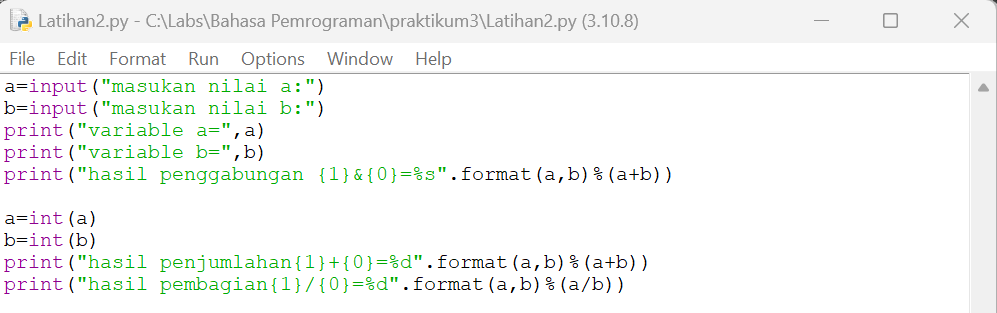 Latihan2.py - C:\Labs\Bahasa Pemrograman\praktikum3\Latihan2.py (3.10.8)
File Edit Format Run Options Window Help
a=input("masukan nilai a:")
b=input("masukan nilai b:")
print("variable a=",a)
print("variable b=",b)
print("hasil penggabungan {1}&{0}=%s".format(a,b)%(a+b))

a=int(a)
b=int(b)
print("hasil penjumlahan{1}+{0}=%d".format(a,b)%(a+b))
print("hasil pembagian{1}/{0}=%d".format(a,b)%(a/b))